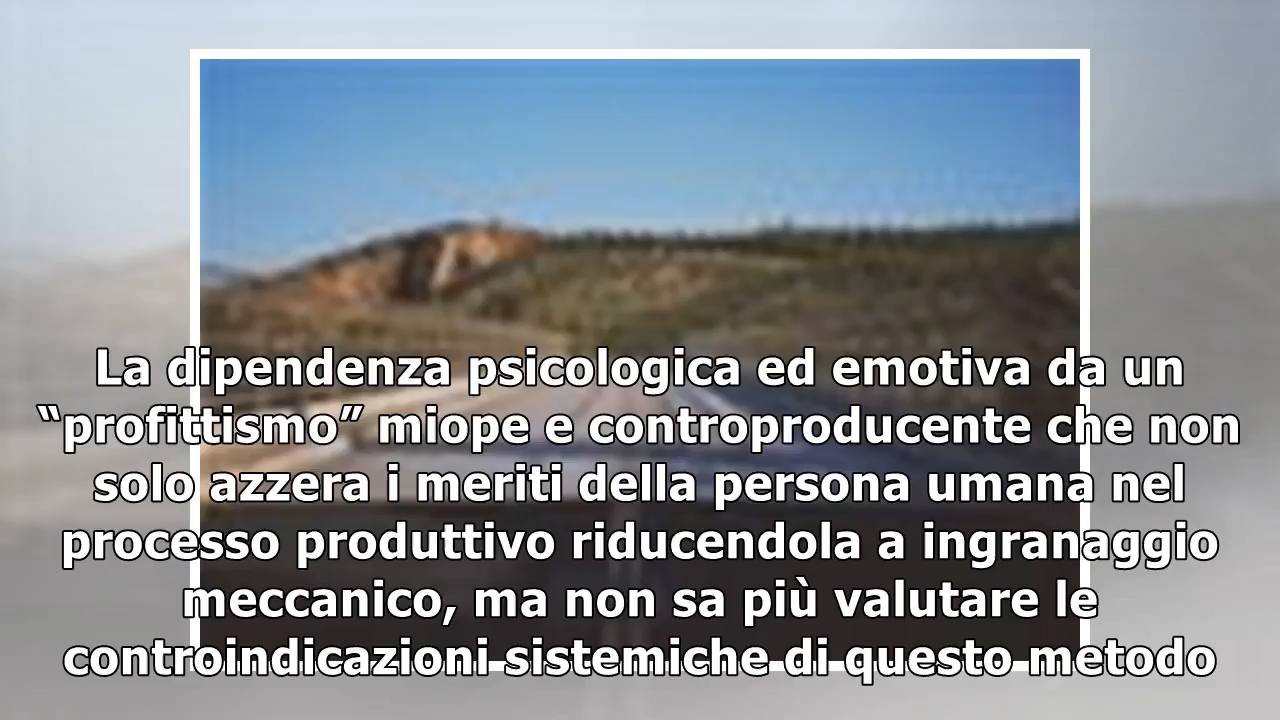 La dipendenza psicologica ed emotiva da un
“profittismo” miope e controproducente che non
solo azzera i meriti della persona umana nel
processo produttivo riducendola a ingranaggio
meccanico, ma non sa più valutare le
controindicazioni sistemiche di questo metodo